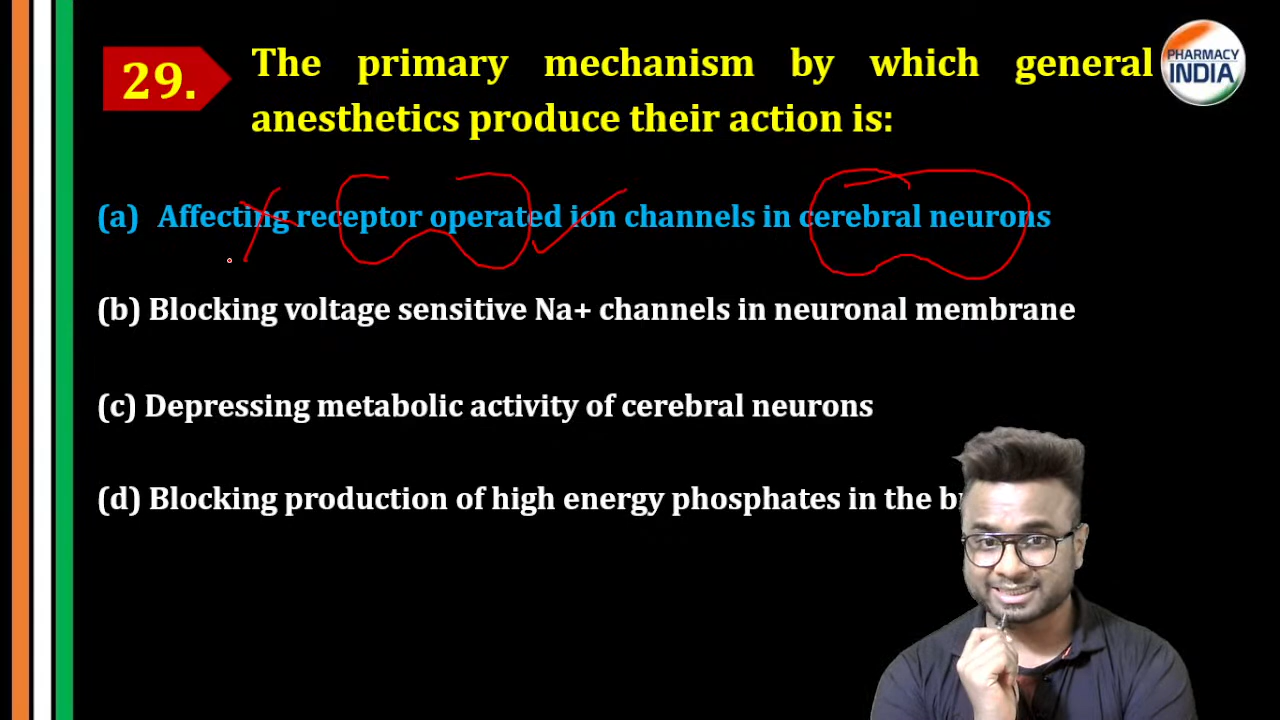 29.
The primary mechanism by which general
anesthetics produce their action is:
PHARMACY
INDIA
(a) Affecting receptor operated ion channels in cerebral neurons
(b) Blocking voltage sensitive Na+ channels in neuronal membrane
(c) Depressing metabolic activity of cerebral neurons
(d) Blocking production of high energy phosphates in the